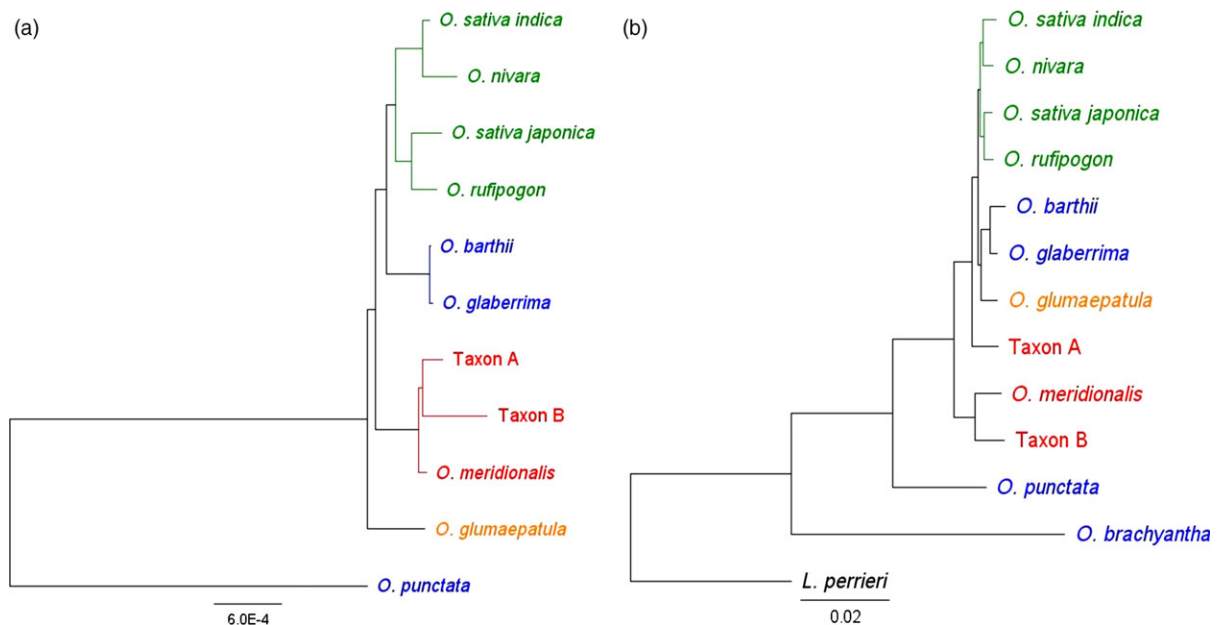 (a)
O. sativa indica
O. nivara
O. sativa japonica
O. rufipogon
O. barthii
O. glaberrima
Taxon A
Taxon B
O. meridionalis
O. glumaepatula
O. punctata
6.0E-4
(b)
O. sativa indica
O. nivara
O. sativa japonica
O. rufipogon
O. barthii
O. glaberrima
O. glumaepatula
Taxon A
O. meridionalis
Taxon B
O. punctata
O. brachyantha
L. perrieri
0.02